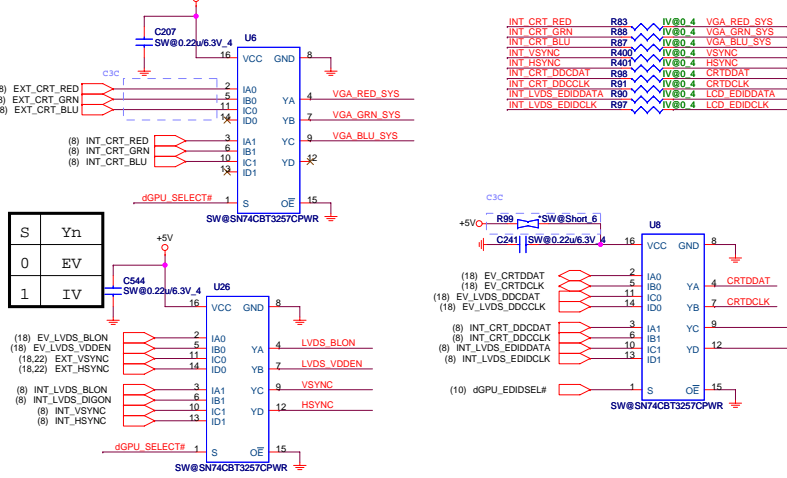 C207
SW@0.22u/6.3V_4
U6
16 VCC GND 8
C3C
(8) EXT_CRT_RED 2 IA0
(8) EXT_CRT_GRN 5 IB0 YA 4 VGA_RED_SYS
(8) EXT_CRT_BLU 11 IC0
14 ID0 YB 7 VGA_GRN_SYS
(8) INT_CRT_RED 3 IA1 YC 9 VGA_BLU_SYS
(8) INT_CRT_GRN 6 IB1
(8) INT_CRT_BLU 10 IC1 YD 12
13 ID1
dGPU_SELECT# 1 S OE 15
SW@SN74CBT3257CPWR
INT_CRT_RED R83 IV@0_4 VGA_RED_SYS
INT_CRT_GRN R88 IV@0_4 VGA_GRN_SYS
INT_CRT_BLU R87 IV@0_4 VGA_BLU_SYS
INT_VSYNC R400 IV@0_4 VSYNC
INT_HSYNC R401 IV@0_4 HSYNC
INT_CRT_DDCDAT R98 IV@0_4 CRTDDAT
INT_CRT_DDCCLK R91 IV@0_4 CRTDCLK
INT_LVDS_EDIDDATA R90 IV@0_4 LCD_EDIDDATA
INT_LVDS_EDIDCLK R97 IV@0_4 LCD_EDIDCLK
S Yn
0 EV
1 IV
+5V
C544
SW@0.22u/6.3V_4
U26
16 VCC GND 8
(18) EV_LVDS_BLON 2 IA0
(18) EV_LVDS_VDDEN 5 IB0 YA 4 LVDS_BLON
(18,22) EXT_VSYNC 11 IC0
(18,22) EXT_HSYNC 14 ID0 YB 7 LVDS_VDDEN
(8) INT_LVDS_BLON 3 IA1 YC 9 VSYNC
(8) INT_LVDS_DIGON 6 IB1
(8) INT_VSYNC 10 IC1 YD 12 HSYNC
(8) INT_HSYNC 13 ID1
dGPU_SELECT# 1 S OE 15
SW@SN74CBT3257CPWR
C3C
+5V R99 SW@Short_6
C241 SW@0.22u/6.3V_4
U8
16 VCC GND 8
(18) EV_CRTDDAT 2 IA0
(18) EV_CRTDCLK 5 IB0 YA 4 CRTDDAT
(18) EV_LVDS_DDCDAT 11 IC0
(18) EV_LVDS_DDCCLK 14 ID0 YB 7 CRTDCLK
(8) INT_CRT_DDCDAT 3 IA1 YC 9
(8) INT_CRT_DDCCLK 6 IB1
(8) INT_LVDS_EDIDDATA 10 IC1 YD 12
(8) INT_LVDS_EDIDCLK 13 ID1
(10) dGPU_EDIDSEL# 1 S OE 15
SW@SN74CBT3257CPWR